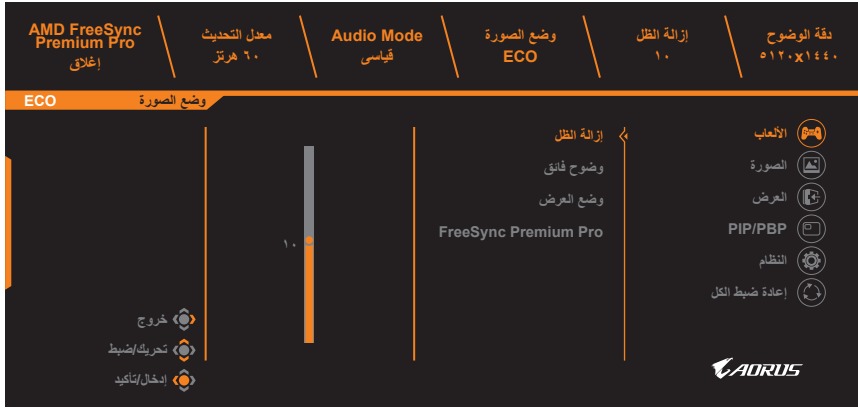 دقة الوضوح
٥١٢٠x١٤٤٠
إزالة الظل
١٠
وضع الصورة
ECO
Audio Mode
قياسى
معدل التحديث
٦٠ هرتز
AMD FreeSync
Premium Pro
إغلاق
وضع الصورة
ECO
الألعاب
الصورة
العرض
PIP/PBP
النظام
إعادة ضبط الكل
إزالة الظل
وضوح فائق
وضع العرض
FreeSync Premium Pro
١٠
خروج
تحريك/ضبط
إدخال/تأكيد
AORUS